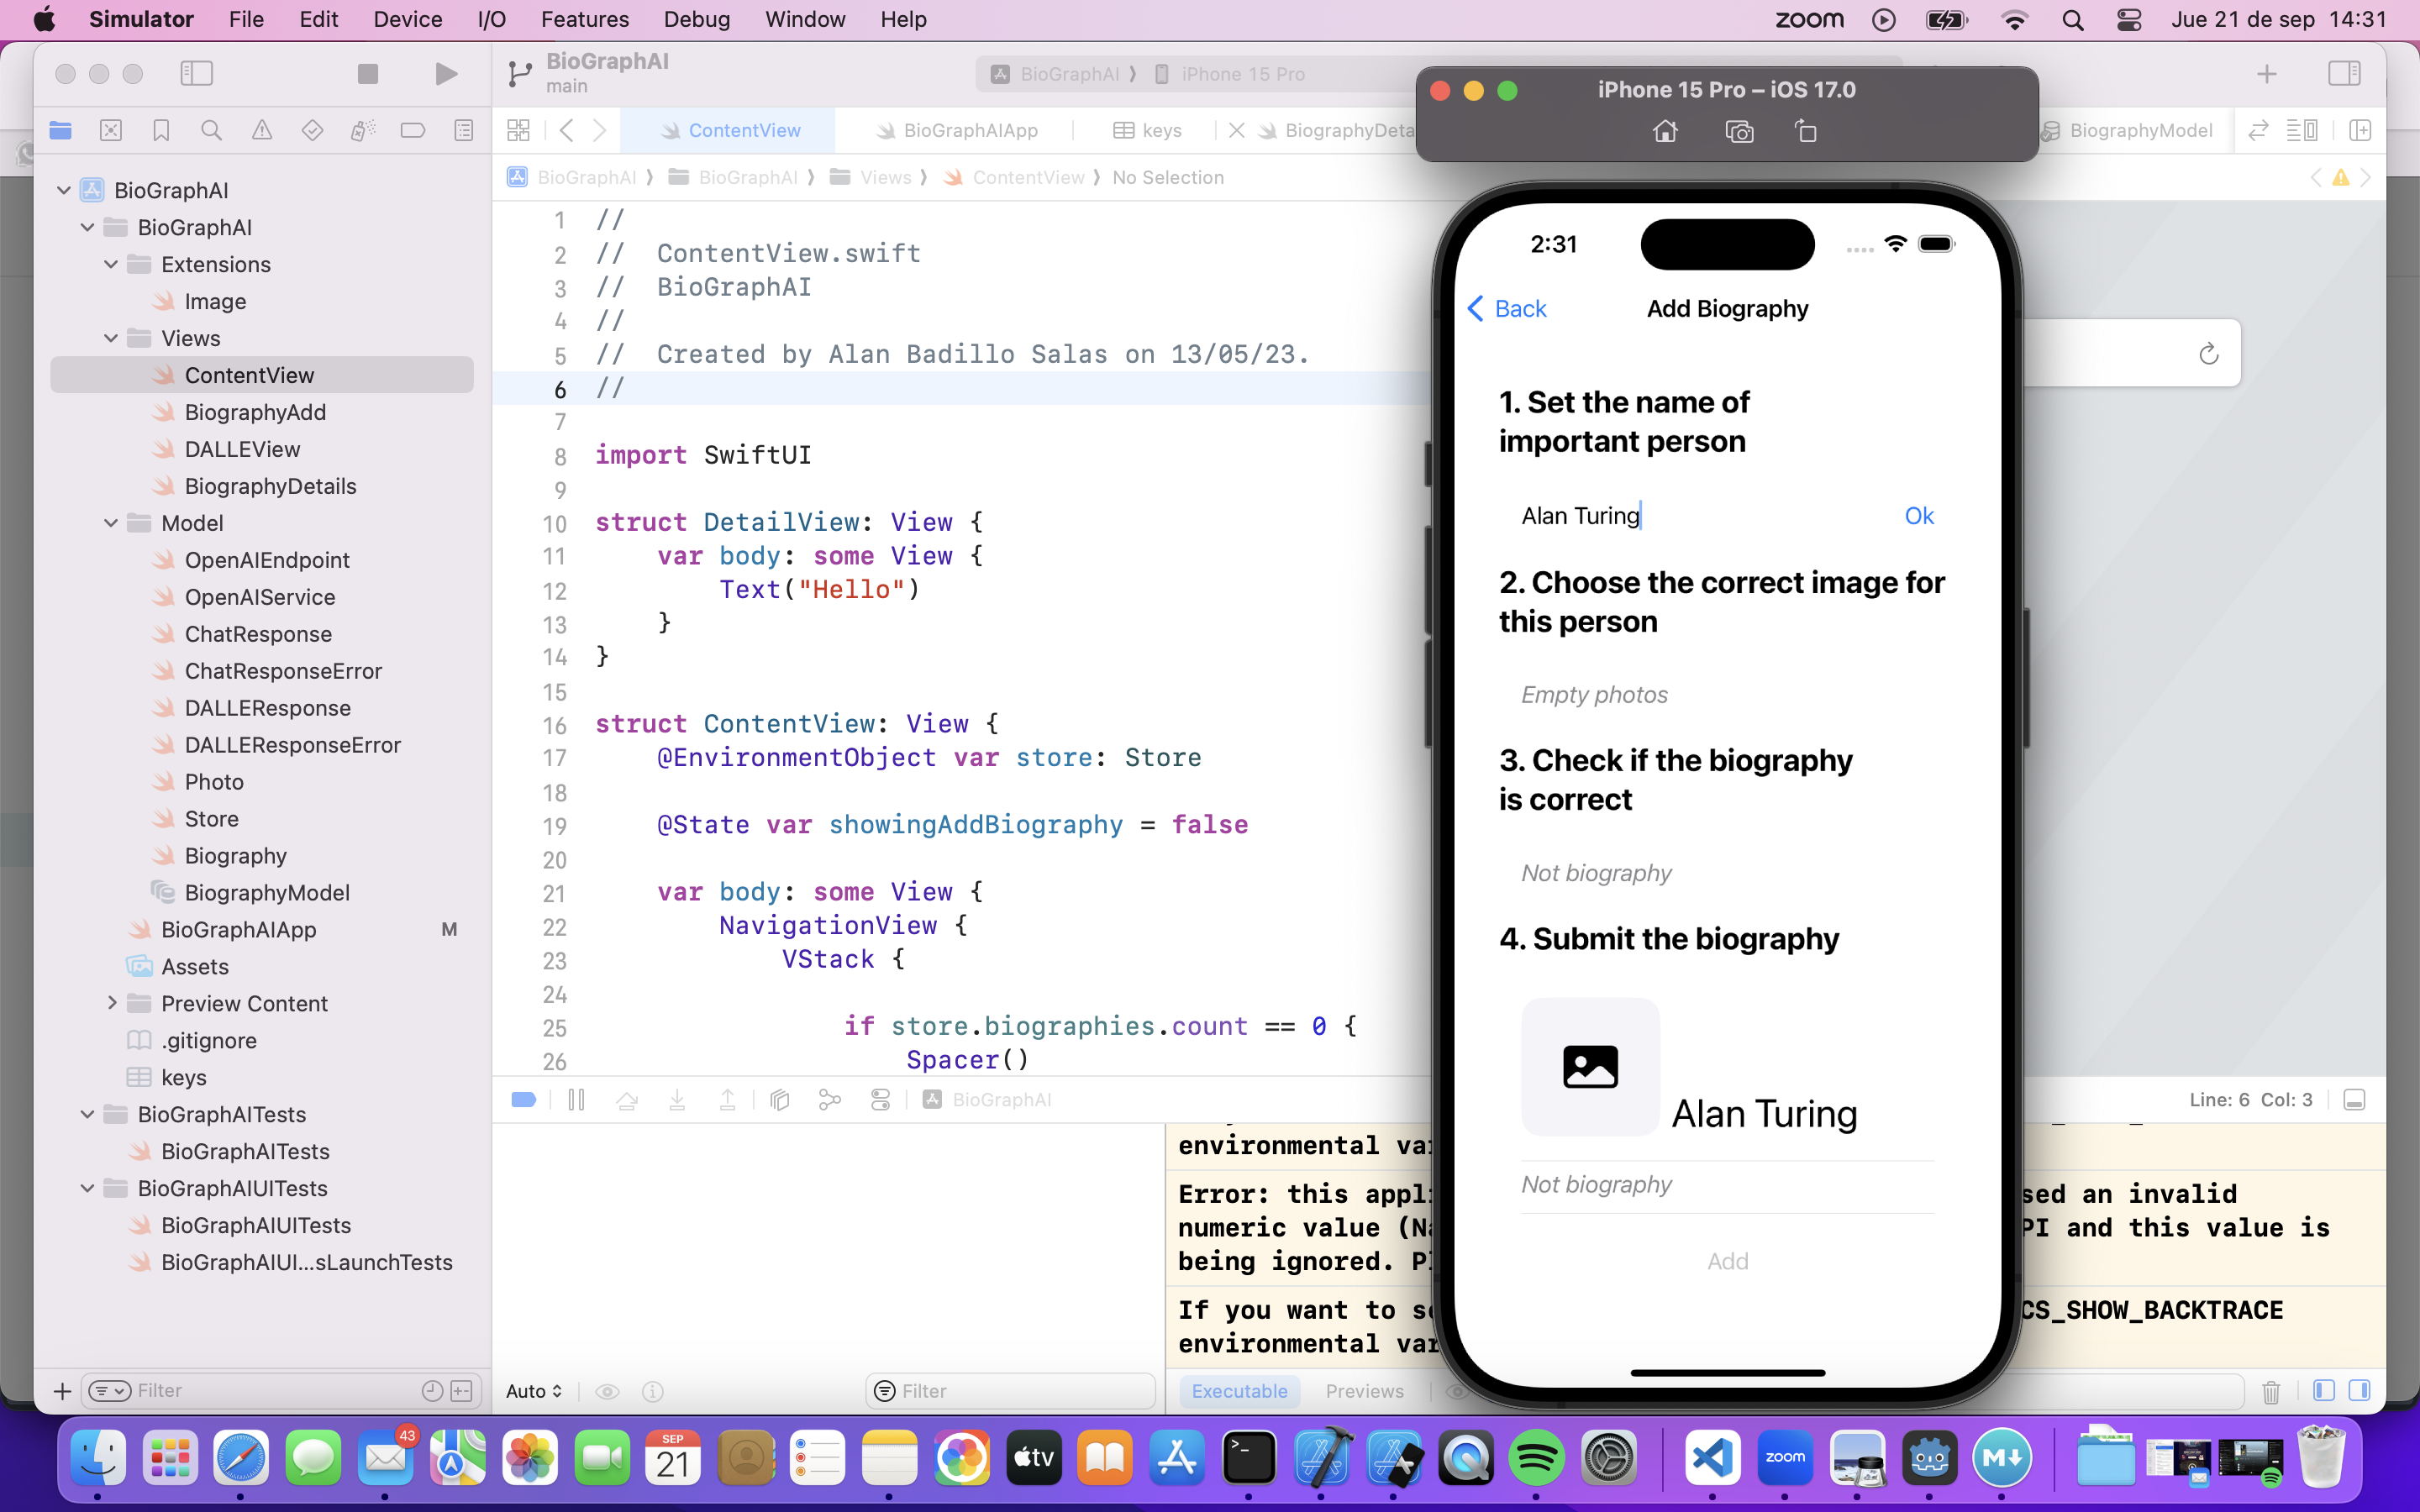 Simulator File Edit Device I/O Features Debug Window Help zoom Jue 21 de sep 14:31
BioGraphAI
main
BioGraphAI ⟩ iPhone 15 Pro
ContentView BioGraphAIApp keys BiographyDeta BiographyModel
BioGraphAI ⟩ BioGraphAI ⟩ Views ⟩ ContentView ⟩ No Selection
BioGraphAI
BioGraphAI
Extensions
Image
Views
ContentView
BiographyAdd
DALLEView
BiographyDetails
Model
OpenAIEndpoint
OpenAIService
ChatResponse
ChatResponseError
DALLEResponse
DALLEResponseError
Photo
Store
Biography
BiographyModel
BioGraphAIApp M
Assets
Preview Content
.gitignore
keys
BioGraphAITests
BioGraphAITests
BioGraphAIUITests
BioGraphAIUITests
BioGraphAIUI...sLaunchTests
Filter
1 //
2 //  ContentView.swift
3 //  BioGraphAI
4 //
5 //  Created by Alan Badillo Salas on 13/05/23.
6 //
7
8 import SwiftUI
9
10 struct DetailView: View {
11     var body: some View {
12         Text("Hello")
13     }
14 }
15
16 struct ContentView: View {
17     @EnvironmentObject var store: Store
18
19     @State var showingAddBiography = false
20
21     var body: some View {
22         NavigationView {
23             VStack {
24
25                 if store.biographies.count == 0 {
26                     Spacer()
BioGraphAI
Line: 6 Col: 3
environmental va
Error: this appl sed an invalid
numeric value (N PI and this value is
being ignored. P
If you want to s CS_SHOW_BACKTRACE
environmental var
Auto Filter
Executable Previews
iPhone 15 Pro – iOS 17.0
2:31
Back Add Biography
1. Set the name of
important person
Alan Turing Ok
2. Choose the correct image for
this person
Empty photos
3. Check if the biography
is correct
Not biography
4. Submit the biography
Alan Turing
Not biography
Add
43
SEP
21
tv
zoom
M